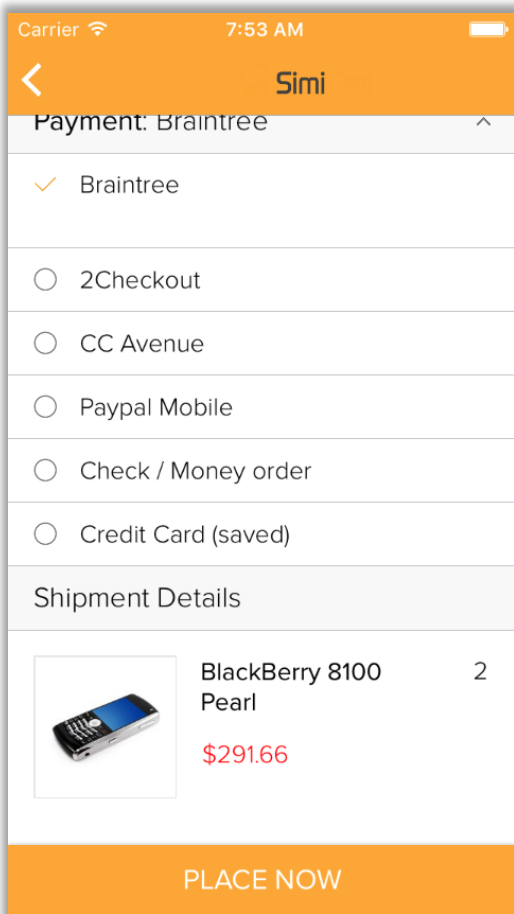 Carrier 7:53 AM
Simi
Payment: Braintree
Braintree
2Checkout
CC Avenue
Paypal Mobile
Check / Money order
Credit Card (saved)
Shipment Details
BlackBerry 8100 2
Pearl
$291.66
PLACE NOW